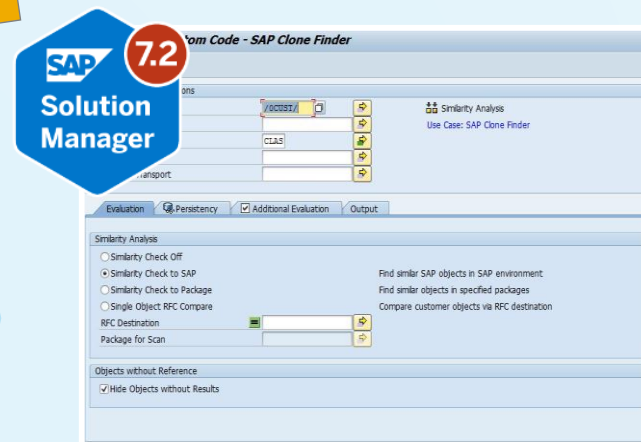 tom Code - SAP Clone Finder
SAP 7.2
Solution
Manager
ons
/0CUST/
Similarity Analysis
Use Case: SAP Clone Finder
CLAS
Transport
Evaluation Persistency Additional Evaluation Output
Similarity Analysis
Similarity Check Off
Similarity Check to SAP Find similar SAP objects in SAP environment
Similarity Check to Package Find similar objects in specified packages
Single Object RFC Compare Compare customer objects via RFC destination
RFC Destination
Package for Scan
Objects without Reference
Hide Objects without Results